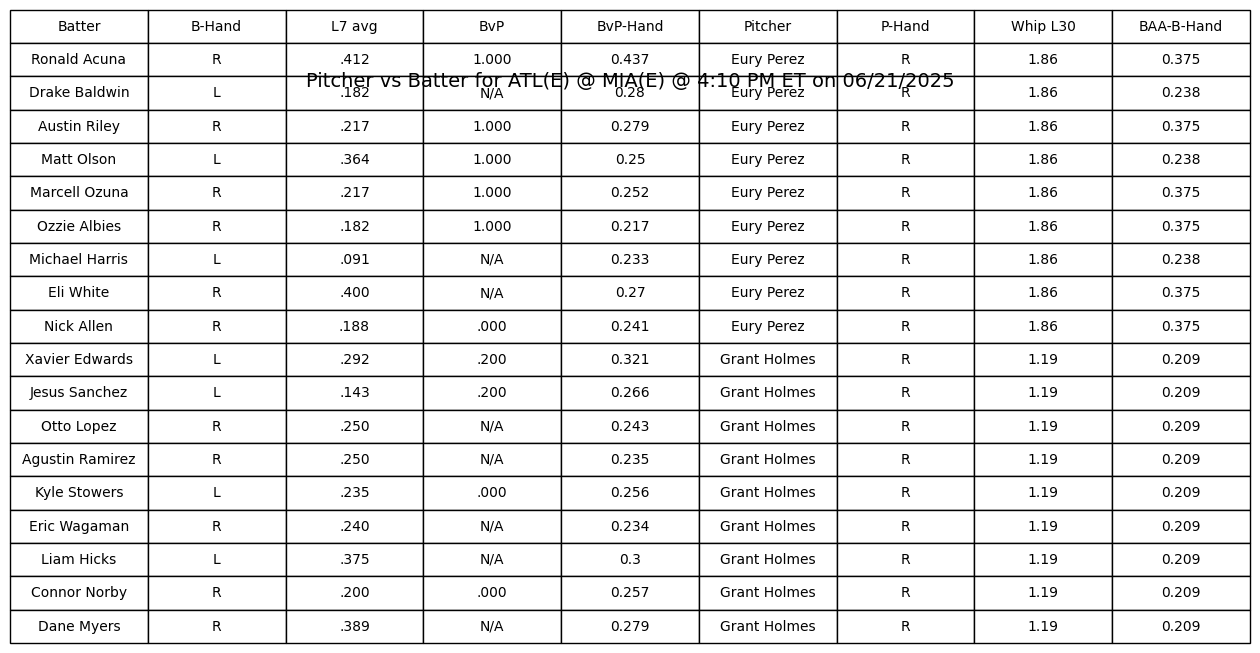 Batter B-Hand L7 avg BvP BvP-Hand Pitcher P-Hand Whip L30 BAA-B-Hand
Ronald Acuna R .412 1.000 0.437 Eury Perez R 1.86 0.375
Pitcher vs Batter for ATL(E) @ MIA(E) @ 4:10 PM ET on 06/21/2025
Drake Baldwin L .182 N/A 0.28 Eury Perez R 1.86 0.238
Austin Riley R .217 1.000 0.279 Eury Perez R 1.86 0.375
Matt Olson L .364 1.000 0.25 Eury Perez R 1.86 0.238
Marcell Ozuna R .217 1.000 0.252 Eury Perez R 1.86 0.375
Ozzie Albies R .182 1.000 0.217 Eury Perez R 1.86 0.375
Michael Harris L .091 N/A 0.233 Eury Perez R 1.86 0.238
Eli White R .400 N/A 0.27 Eury Perez R 1.86 0.375
Nick Allen R .188 .000 0.241 Eury Perez R 1.86 0.375
Xavier Edwards L .292 .200 0.321 Grant Holmes R 1.19 0.209
Jesus Sanchez L .143 .200 0.266 Grant Holmes R 1.19 0.209
Otto Lopez R .250 N/A 0.243 Grant Holmes R 1.19 0.209
Agustin Ramirez R .250 N/A 0.235 Grant Holmes R 1.19 0.209
Kyle Stowers L .235 .000 0.256 Grant Holmes R 1.19 0.209
Eric Wagaman R .240 N/A 0.234 Grant Holmes R 1.19 0.209
Liam Hicks L .375 N/A 0.3 Grant Holmes R 1.19 0.209
Connor Norby R .200 .000 0.257 Grant Holmes R 1.19 0.209
Dane Myers R .389 N/A 0.279 Grant Holmes R 1.19 0.209